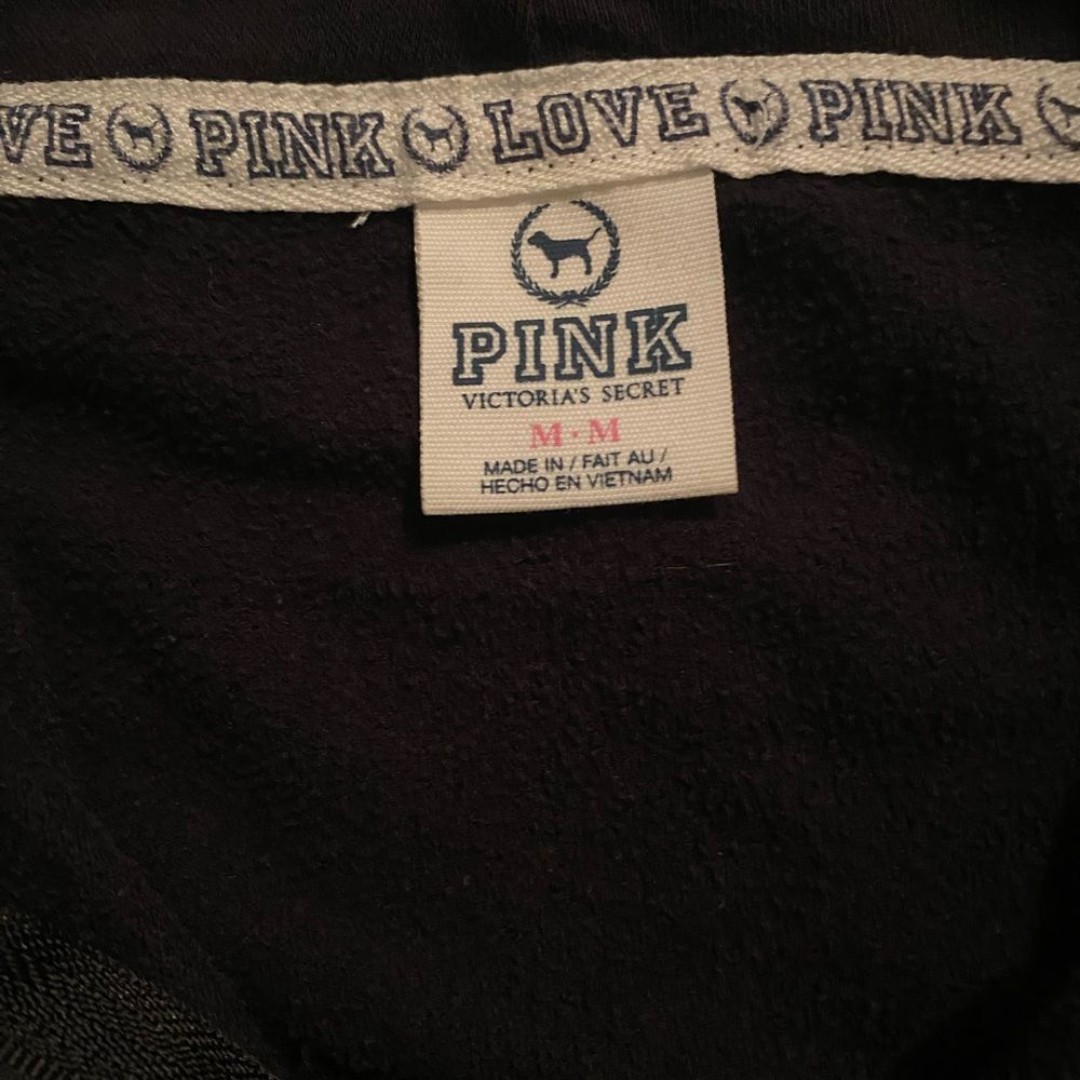 VE PINK LOVE PINK
PINK
VICTORIA'S SECRET
M · M
MADE IN / FAIT AU /
HECHO EN VIETNAM